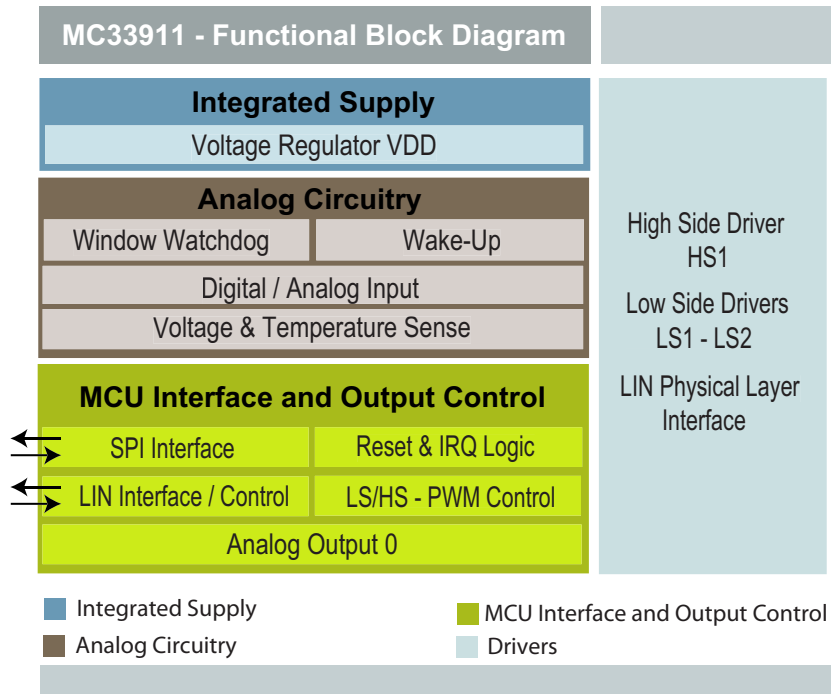 MC33911 - Functional Block Diagram
Integrated Supply
Voltage Regulator VDD
Analog Circuitry
Window Watchdog
Wake-Up
Digital / Analog Input
Voltage & Temperature Sense
MCU Interface and Output Control
SPI Interface
Reset & IRQ Logic
LIN Interface / Control
LS/HS - PWM Control
Analog Output 0
High Side Driver
HS1
Low Side Drivers
LS1 - LS2
LIN Physical Layer
Interface
Integrated Supply
MCU Interface and Output Control
Analog Circuitry
Drivers